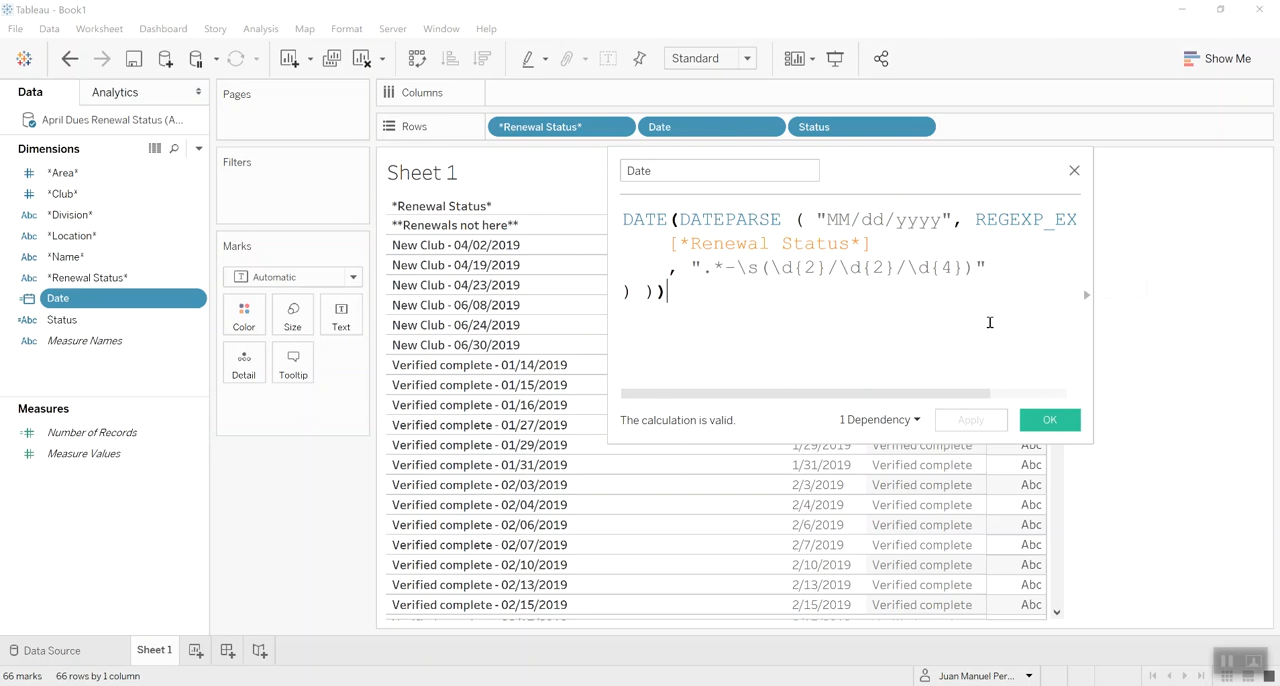 Tableau - Book1
File Data Worksheet Dashboard Story Analysis Map Format Server Window Help
Standard
Show Me
Data Analytics
April Dues Renewal Status (A...
Dimensions
# *Area*
# *Club*
Abc *Division*
Abc *Location*
Abc *Name*
Abc *Renewal Status*
Date
=Abc Status
Abc Measure Names
Measures
=# Number of Records
# Measure Values
Pages
Filters
Marks
T Automatic
Color Size Text
Detail Tooltip
Columns
Rows *Renewal Status* Date Status
Sheet 1
*Renewal Status*
**Renewals not here**
New Club - 04/02/2019
New Club - 04/19/2019
New Club - 04/23/2019
New Club - 06/08/2019
New Club - 06/24/2019
New Club - 06/30/2019
Verified complete - 01/14/2019
Verified complete - 01/15/2019
Verified complete - 01/16/2019
Verified complete - 01/27/2019
Verified complete - 01/29/2019 1/29/2019 Verified complete Abc
Verified complete - 01/31/2019 1/31/2019 Verified complete Abc
Verified complete - 02/03/2019 2/3/2019 Verified complete Abc
Verified complete - 02/04/2019 2/4/2019 Verified complete Abc
Verified complete - 02/06/2019 2/6/2019 Verified complete Abc
Verified complete - 02/07/2019 2/7/2019 Verified complete Abc
Verified complete - 02/10/2019 2/10/2019 Verified complete Abc
Verified complete - 02/13/2019 2/13/2019 Verified complete Abc
Verified complete - 02/15/2019 2/15/2019 Verified complete Abc
Date
DATE(DATEPARSE ( "MM/dd/yyyy", REGEXP_EX
[*Renewal Status*]
, ".*-\s(\d{2}/\d{2}/\d{4})"
) ))
The calculation is valid. 1 Dependency Apply OK
Data Source Sheet 1
66 marks 66 rows by 1 column Juan Manuel Per...